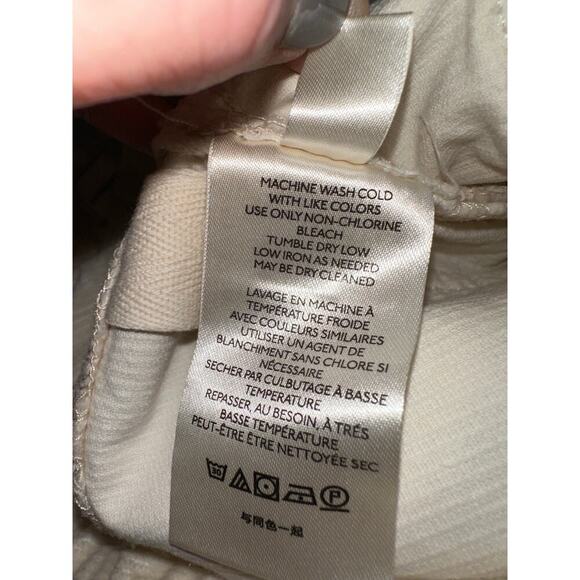 MACHINE WASH COLD
WITH LIKE COLORS
USE ONLY NON-CHLORINE
BLEACH
TUMBLE DRY LOW
LOW IRON AS NEEDED
MAY BE DRY CLEANED
LAVAGE EN MACHINE À
TEMPÉRATURE FROIDE
AVEC COULEURS SIMILAIRES
UTILISER UN AGENT DE
BLANCHIMENT SANS CHLORE SI
NÉCESSAIRE
SECHER PAR CULBUTAGE À BASSE
TEMPERATURE
REPASSER, AU BESOIN, À TRÉS
BASSE TEMPÉRATURE
PEUT-ÊTRE ÊTRE NETTOYÉE SEC
30 P
与同色一起